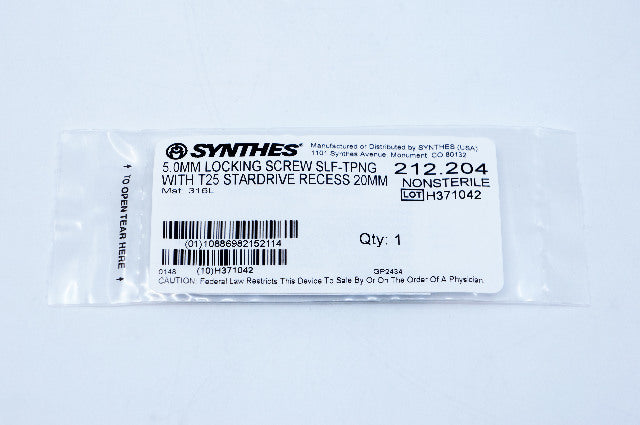 SYNTHES®
Manufactured or Distributed by SYNTHES (USA)
1101 Synthes Avenue, Monument, CO 80132
5.0MM LOCKING SCREW SLF-TPNG
WITH T25 STARDRIVE RECESS 20MM
Mat. 316L
212.204
NONSTERILE
LOT H371042
(01)10886982152114
Qty: 1
0148
(10)H371042
GP2434
CAUTION: Federal Law Restricts This Device To Sale By Or On The Order Of A Physician.
↑ TO OPEN TEAR HERE ↑